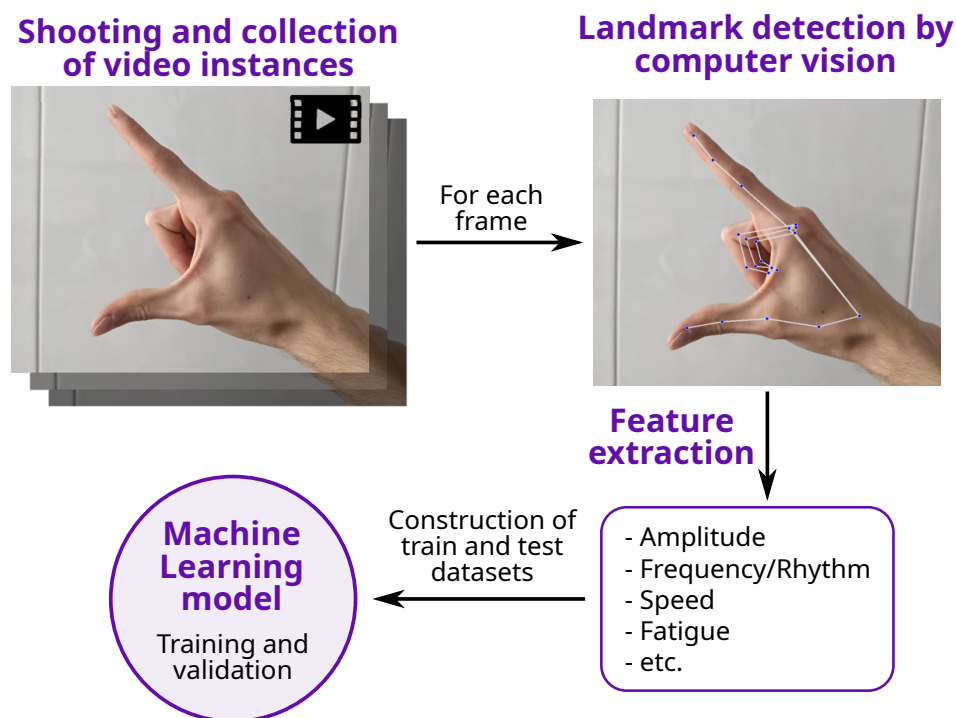 Shooting and collection
of video instances
Landmark detection by
computer vision
For each
frame
Feature
extraction
- Amplitude
- Frequency/Rhythm
- Speed
- Fatigue
- etc.
Construction of
train and test
datasets
Machine
Learning
model
Training and
validation